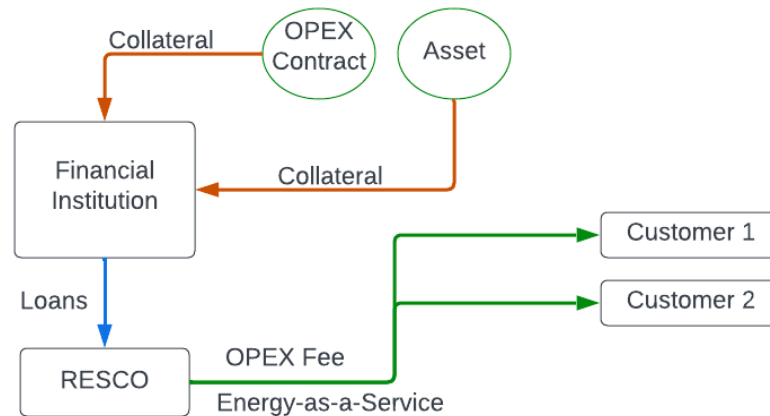 Collateral
OPEX
Contract
Asset
Financial
Institution
Collateral
Customer 1
Customer 2
Loans
RESCO
OPEX Fee
Energy-as-a-Service